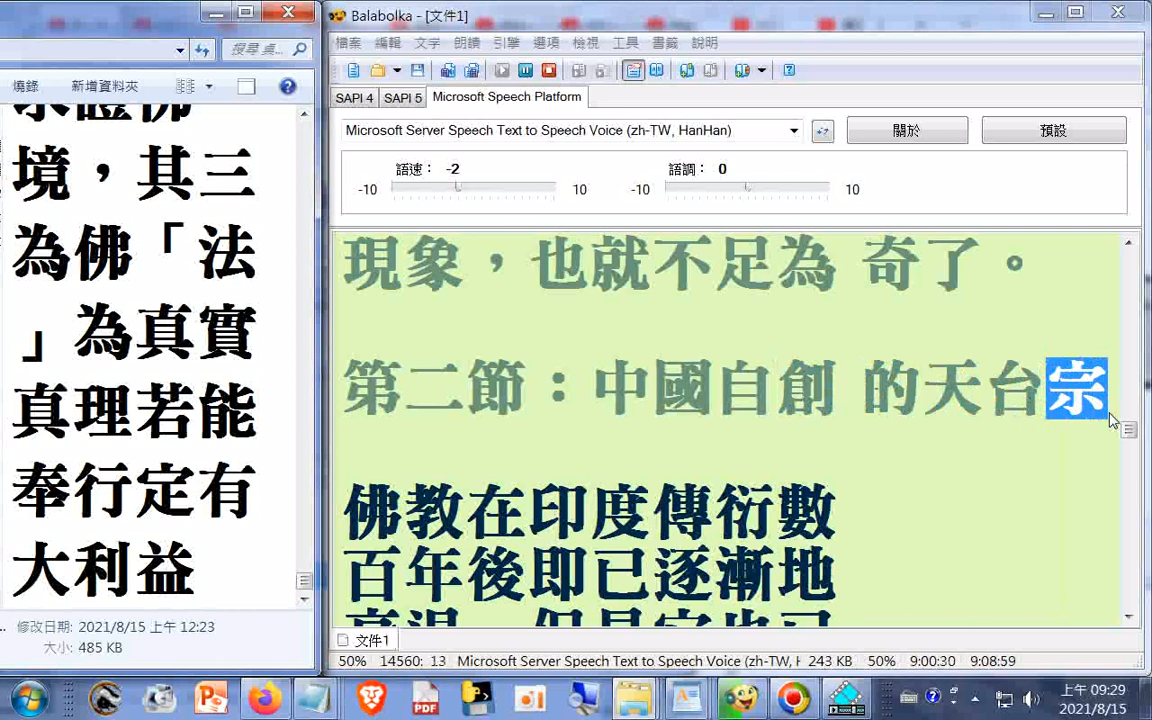 搜尋 桌...
燒錄
新增資料夾
境，其三
為佛「法
」為真實
真理若能
奉行定有
大利益
修改日期: 2021/8/15 上午 12:23
大小: 485 KB
Balabolka - [文件1]
檔案 編輯 文字 朗讀 引擎 選項 檢視 工具 書籤 說明
SAPI 4 SAPI 5 Microsoft Speech Platform
Microsoft Server Speech Text to Speech Voice (zh-TW, HanHan)
關於 預設
語速： -2 語調： 0
-10 10 -10 10
現象，也就不足為 奇了。
第二節：中國自創 的天台宗
佛教在印度傳衍數
百年後即已逐漸地
文件1
50% 14560: 13 Microsoft Server Speech Text to Speech Voice (zh-TW, H 243 KB 50% 9:00:30 9:08:59
PDF
上午 09:29
2021/8/15